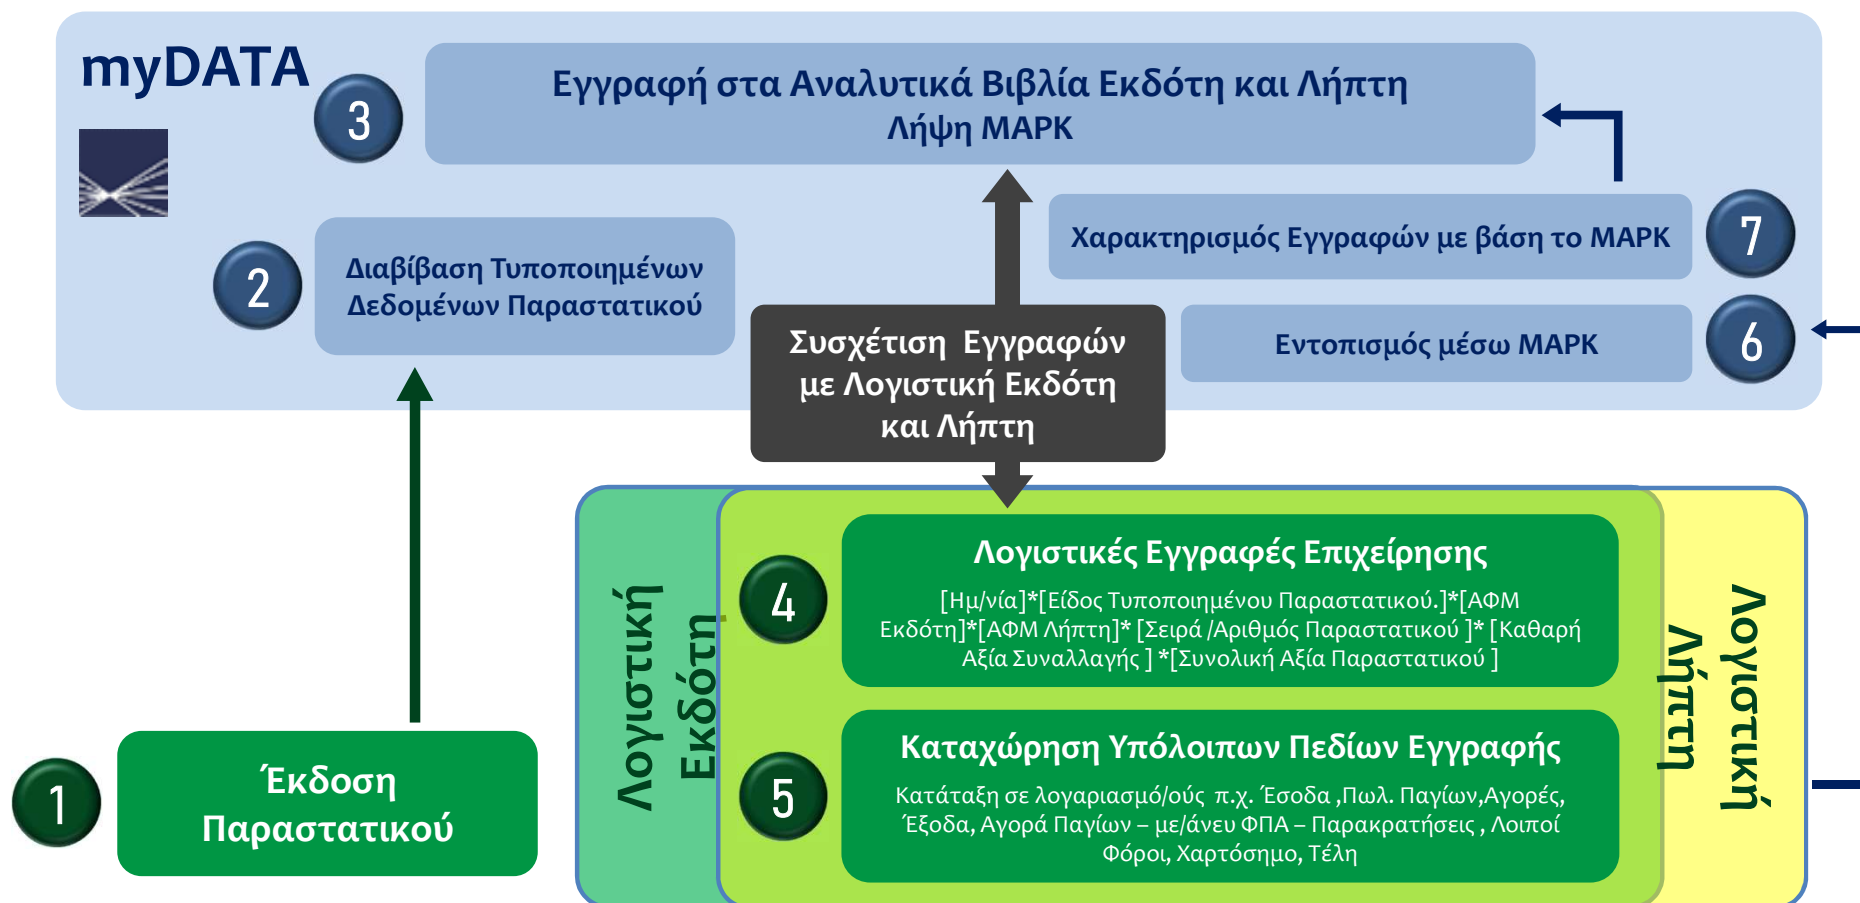 myDATA
3
Εγγραφή στα Αναλυτικά Βιβλία Εκδότη και Λήπτη
Λήψη ΜΑΡΚ
2
Διαβίβαση Τυποποιημένων
Δεδομένων Παραστατικού
Χαρακτηρισμός Εγγραφών με βάση το ΜΑΡΚ
7
Εντοπισμός μέσω ΜΑΡΚ
6
Συσχέτιση Εγγραφών
με Λογιστική Εκδότη
και Λήπτη
1
Έκδοση
Παραστατικού
Λογιστική
Εκδότη
4
Λογιστικές Εγγραφές Επιχείρησης
[Ημ/νία]*[Είδος Τυποποιημένου Παραστατικού.]*[ΑΦΜ
Εκδότη]*[ΑΦΜ Λήπτη]* [Σειρά /Αριθμός Παραστατικού ]* [Καθαρή
Αξία Συναλλαγής ] *[Συνολική Αξία Παραστατικού ]
5
Καταχώρηση Υπόλοιπων Πεδίων Εγγραφής
Κατάταξη σε λογαριασμό/ούς π.χ. Έσοδα ,Πωλ. Παγίων,Αγορές,
Έξοδα, Αγορά Παγίων – με/άνευ ΦΠΑ – Παρακρατήσεις , Λοιποί
Φόροι, Χαρτόσημο, Τέλη
Λογιστική
Λήπτη